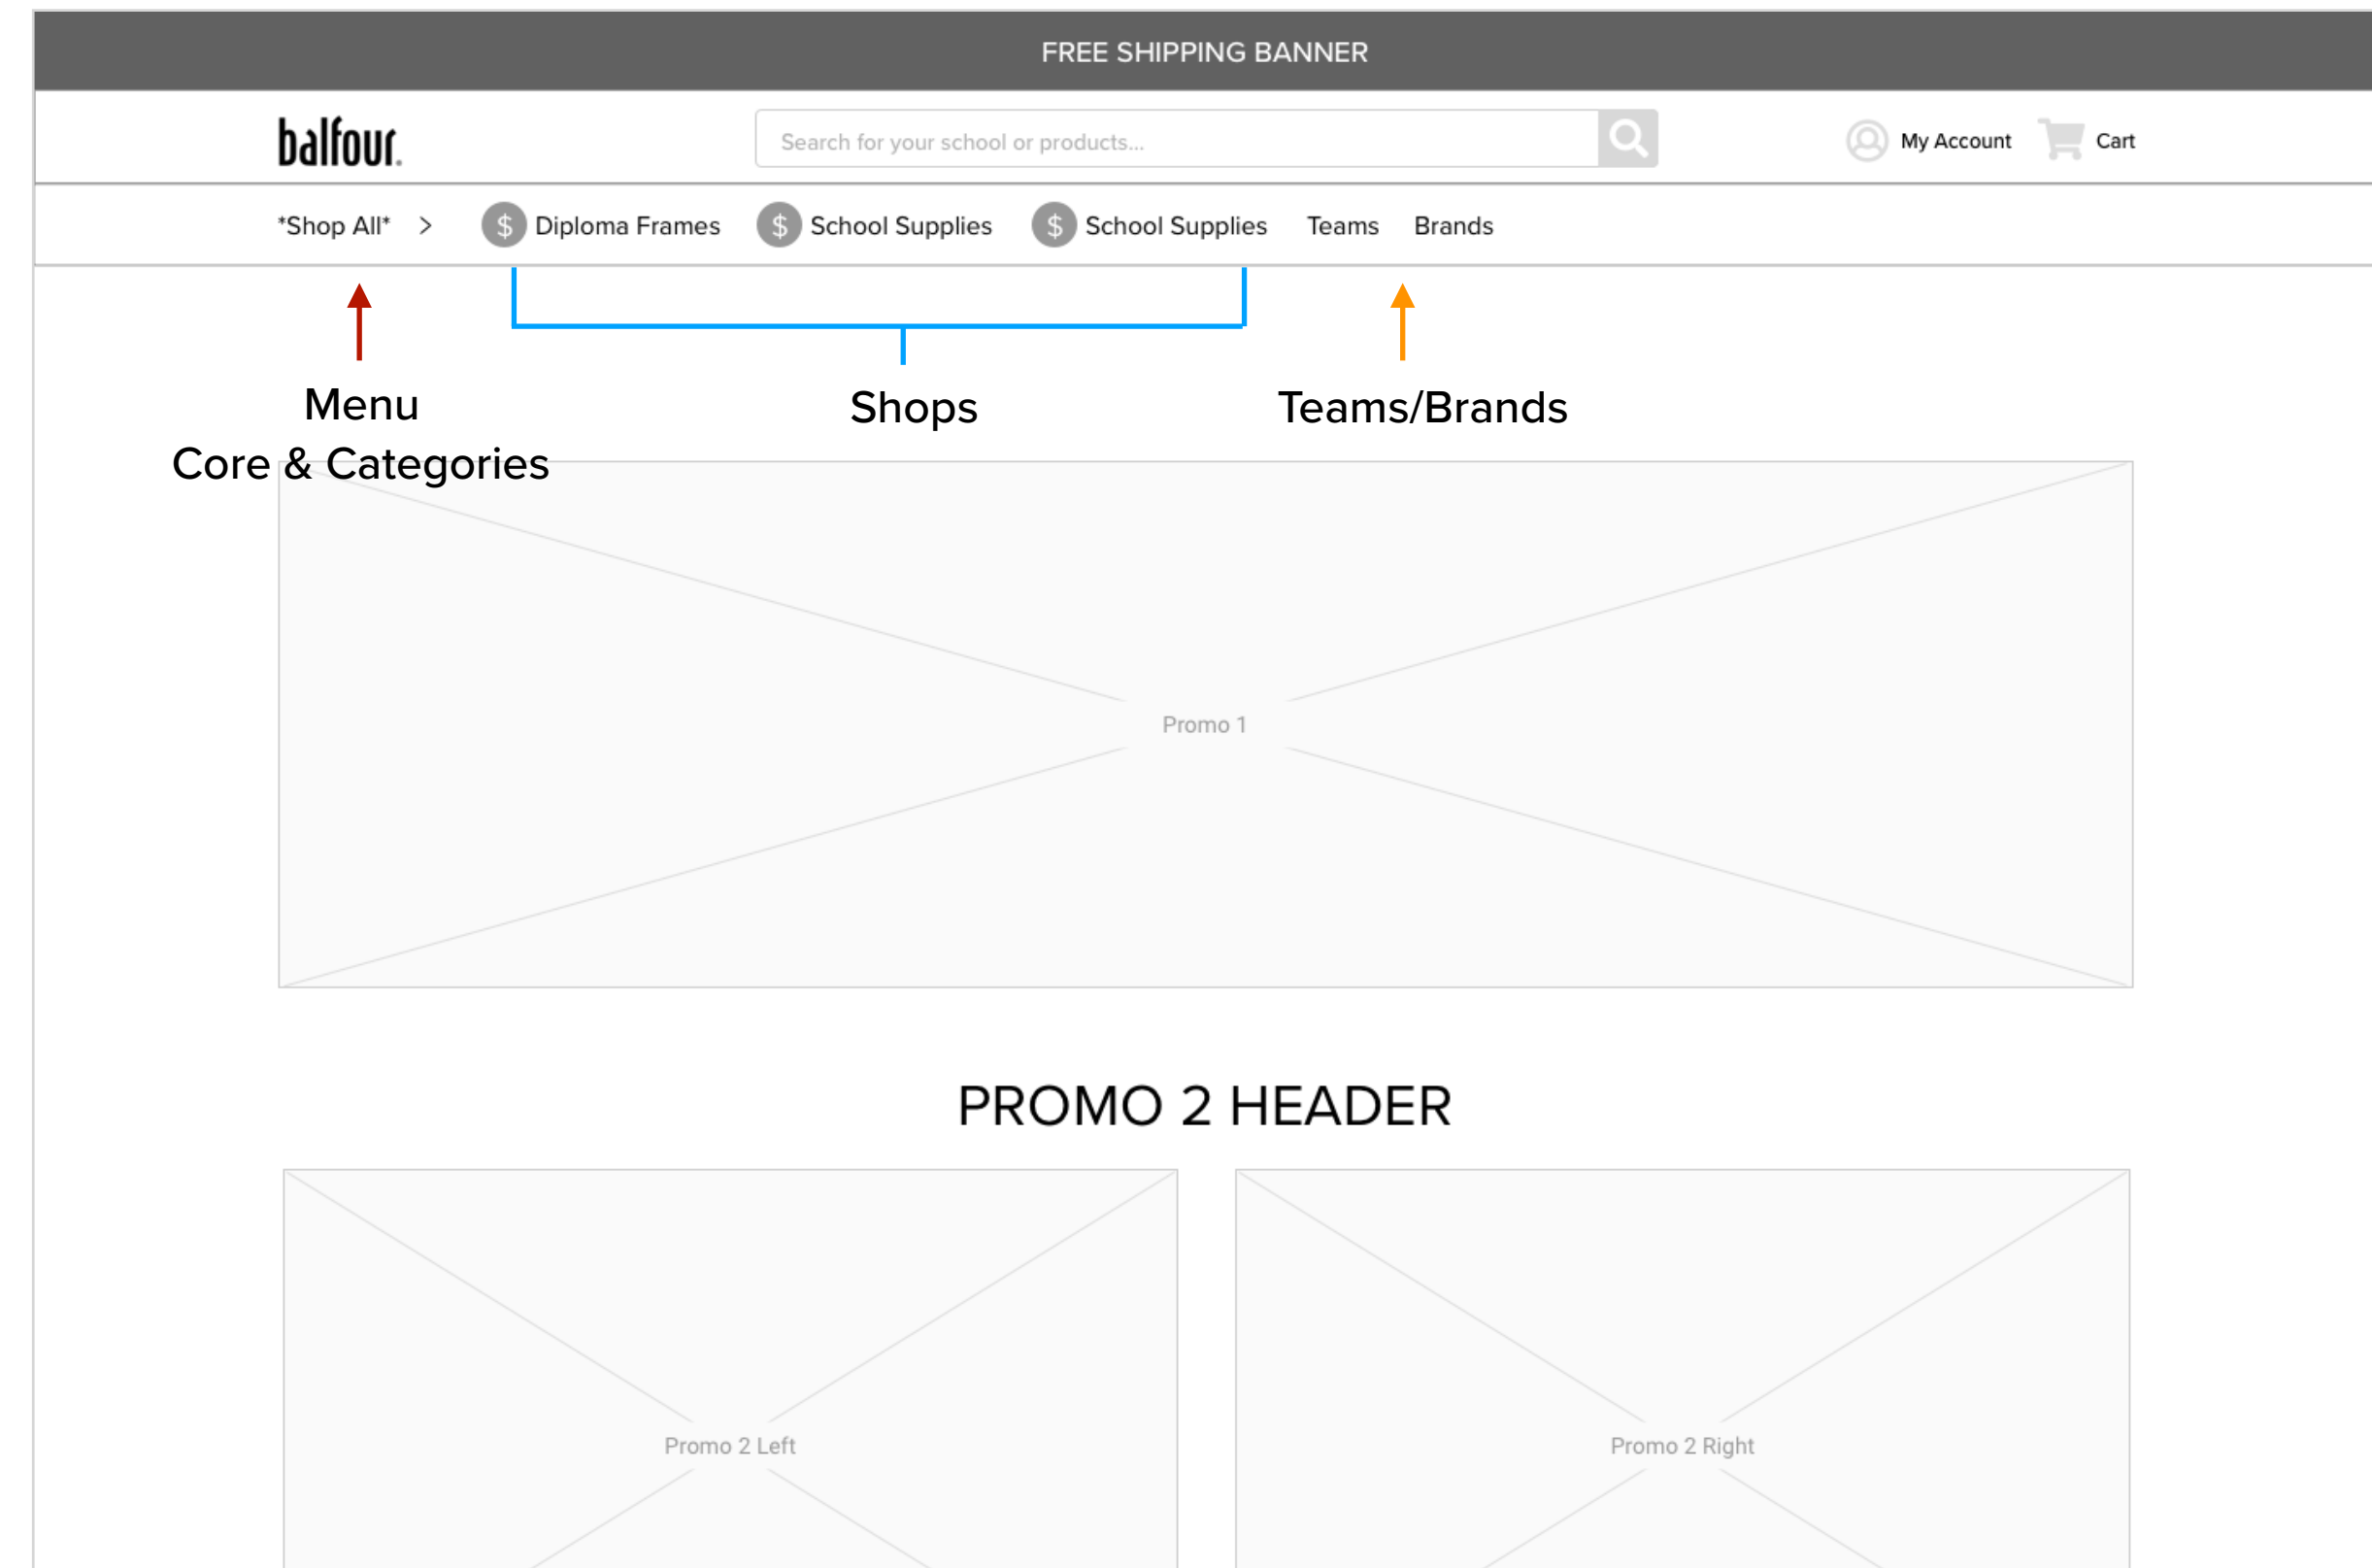 FREE SHIPPING BANNER
balfour.
Search for your school or products...
My Account
Cart
*Shop All* >
$ Diploma Frames
$ School Supplies
$ School Supplies
Teams
Brands
Menu
Core & Categories
Shops
Teams/Brands
Promo 1
PROMO 2 HEADER
Promo 2 Left
Promo 2 Right